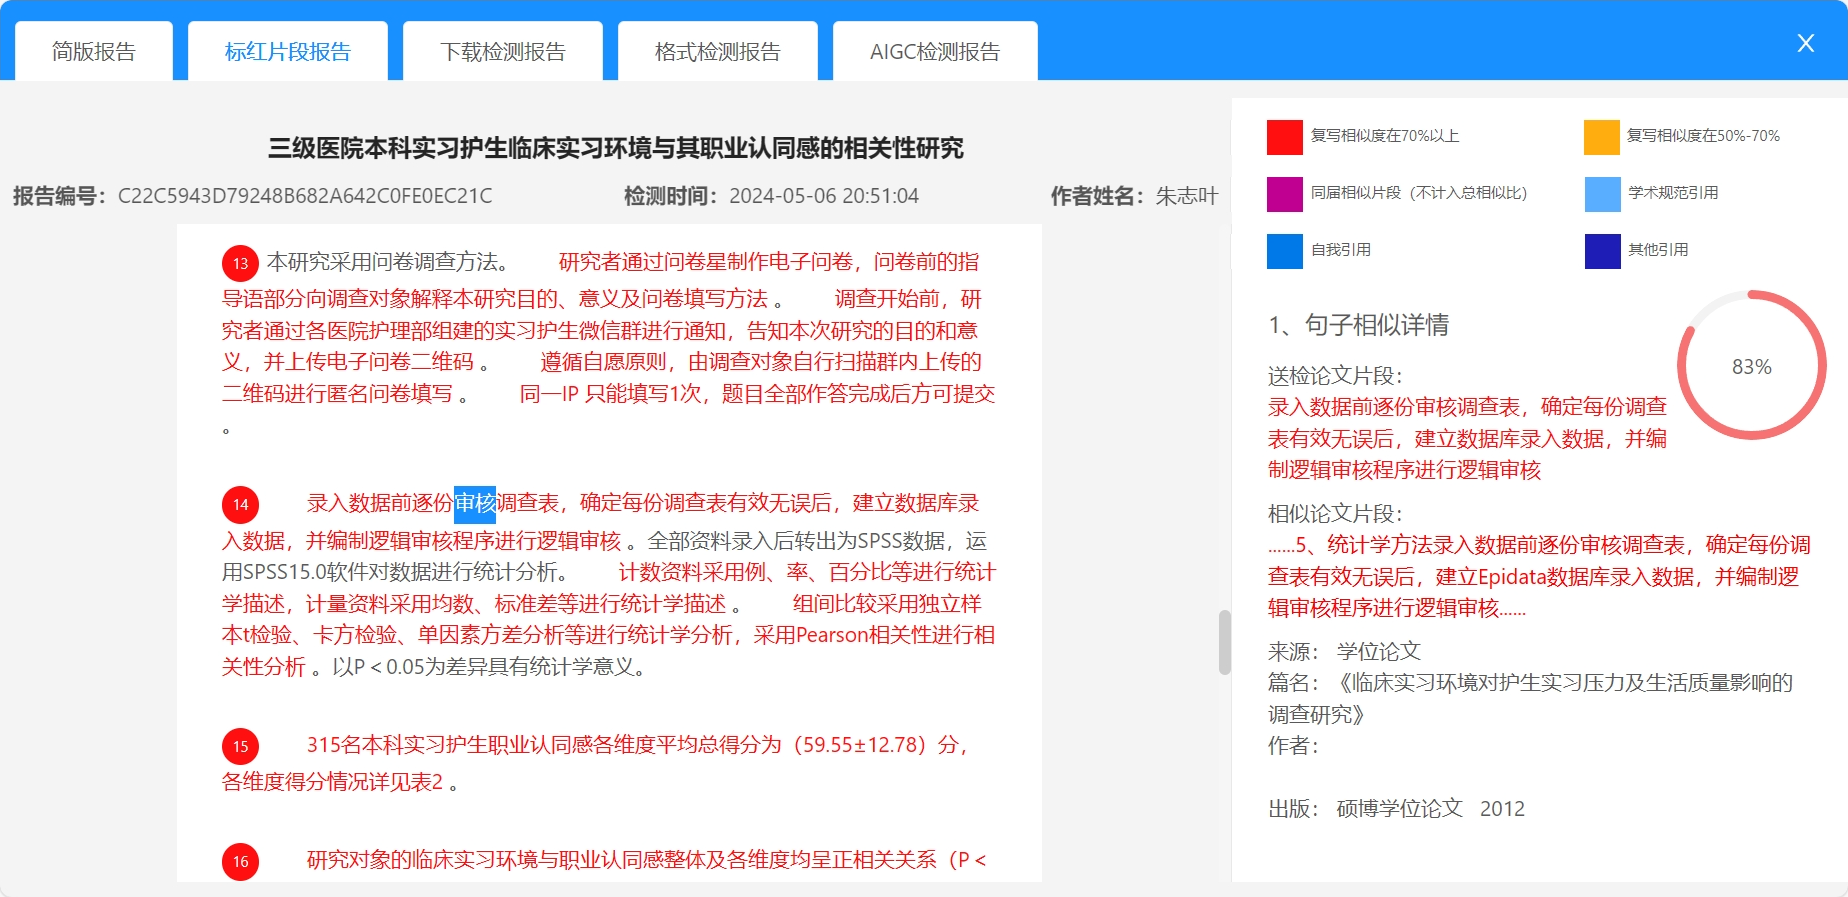 简版报告
标红片段报告
下载检测报告
格式检测报告
AIGC检测报告
X
三级医院本科实习护生临床实习环境与其职业认同感的相关性研究
报告编号：C22C5943D79248B682A642C0FE0EC21C
检测时间：2024-05-06 20:51:04
作者姓名：朱志叶
13 本研究采用问卷调查方法。 研究者通过问卷星制作电子问卷，问卷前的指
导语部分向调查对象解释本研究目的、意义及问卷填写方法 。 调查开始前，研
究者通过各医院护理部组建的实习护生微信群进行通知，告知本次研究的目的和意
义，并上传电子问卷二维码 。 遵循自愿原则，由调查对象自行扫描群内上传的
二维码进行匿名问卷填写 。 同一IP 只能填写1次，题目全部作答完成后方可提交
。
14 录入数据前逐份审核调查表，确定每份调查表有效无误后，建立数据库录
入数据，并编制逻辑审核程序进行逻辑审核 。全部资料录入后转出为SPSS数据，运
用SPSS15.0软件对数据进行统计分析。 计数资料采用例、率、百分比等进行统计
学描述，计量资料采用均数、标准差等进行统计学描述 。 组间比较采用独立样
本t检验、卡方检验、单因素方差分析等进行统计学分析，采用Pearson相关性进行相
关性分析 。以P＜0.05为差异具有统计学意义。
15 315名本科实习护生职业认同感各维度平均总得分为（59.55±12.78）分，
各维度得分情况详见表2 。
16 研究对象的临床实习环境与职业认同感整体及各维度均呈正相关关系（P＜
复写相似度在70%以上
复写相似度在50%-70%
同届相似片段（不计入总相似比）
学术规范引用
自我引用
其他引用
1、句子相似详情
83%
送检论文片段：
录入数据前逐份审核调查表，确定每份调查
表有效无误后，建立数据库录入数据，并编
制逻辑审核程序进行逻辑审核
相似论文片段：
......5、统计学方法录入数据前逐份审核调查表，确定每份调
查表有效无误后，建立Epidata数据库录入数据，并编制逻
辑审核程序进行逻辑审核......
来源： 学位论文
篇名：《临床实习环境对护生实习压力及生活质量影响的
调查研究》
作者：
出版： 硕博学位论文 2012